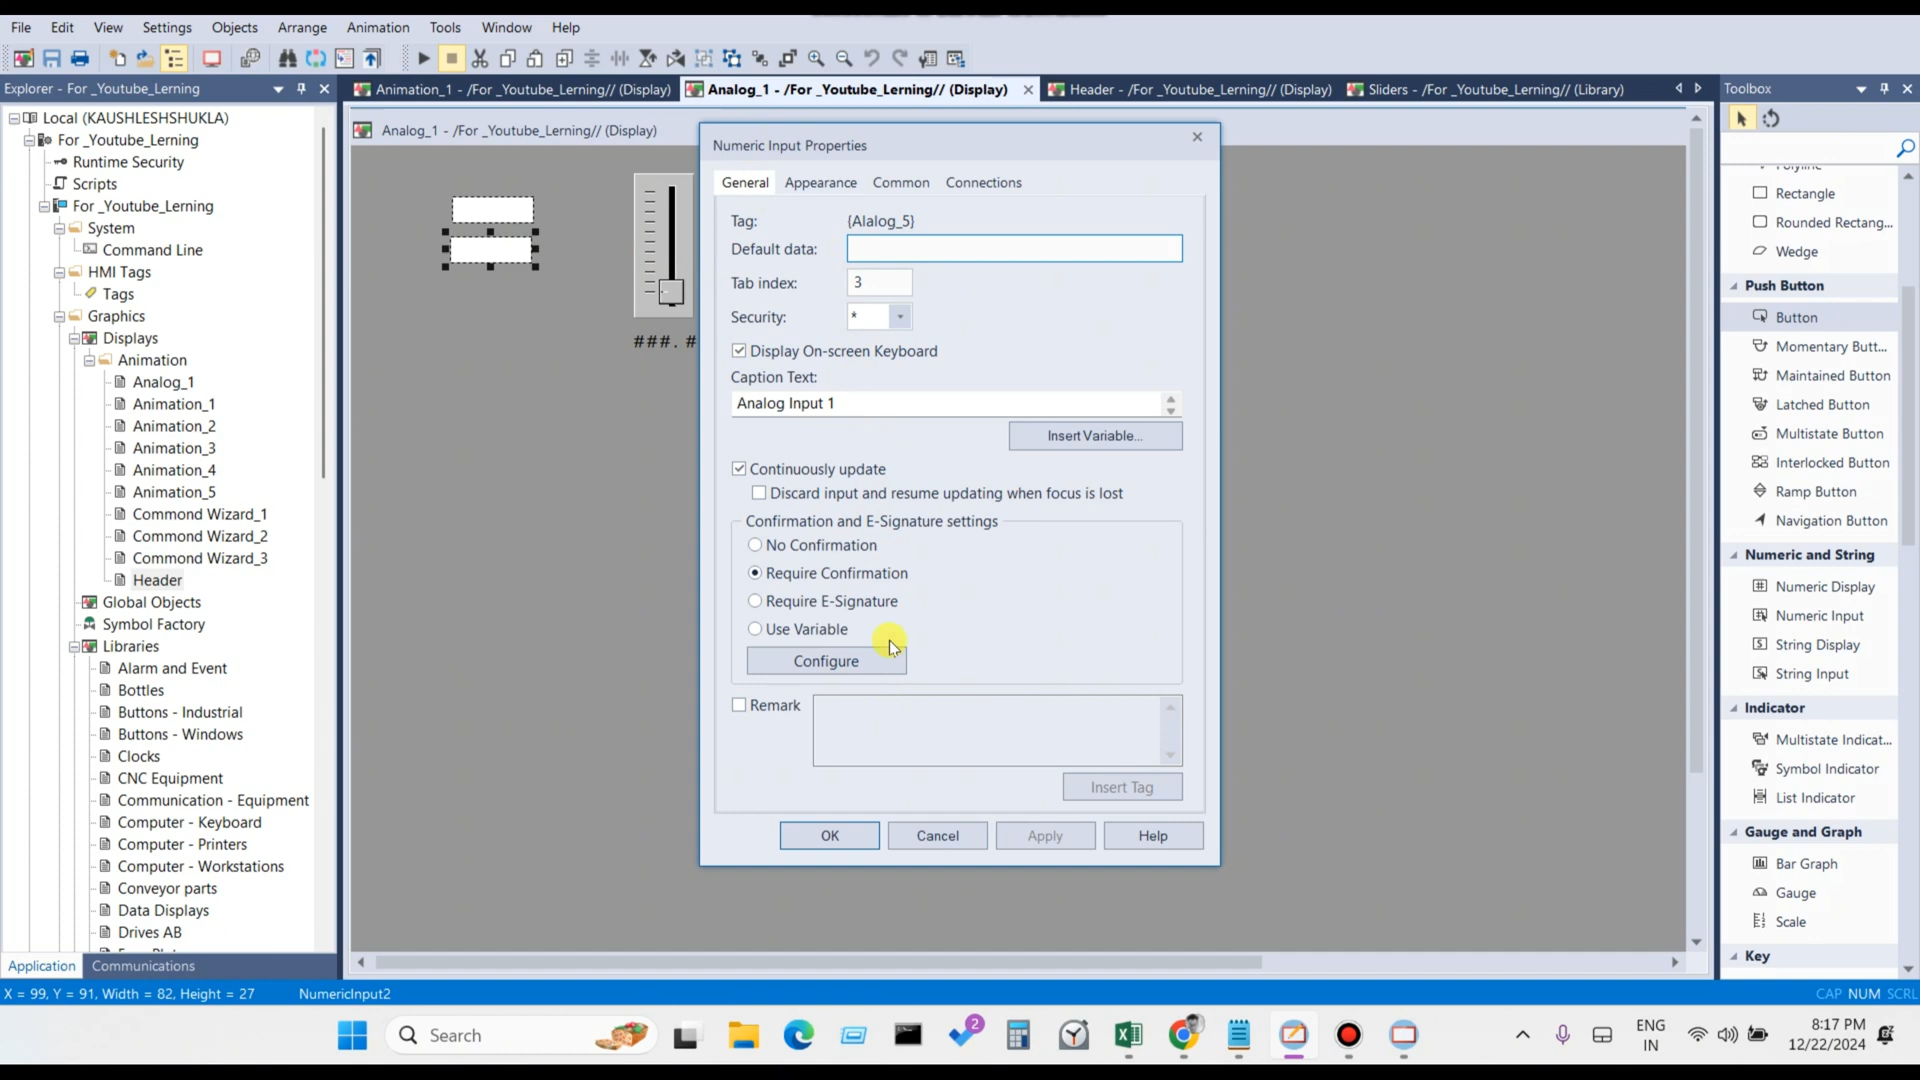 File Edit View Settings Objects Arrange Animation Tools Window Help
Explorer - For _Youtube_Lerning
Animation_1 - /For _Youtube_Lerning// (Display)
Analog_1 - /For _Youtube_Lerning// (Display)
Header - /For _Youtube_Lerning// (Display)
Sliders - /For _Youtube_Lerning// (Library)
Toolbox
Local (KAUSHLESHSHUKLA)
For _Youtube_Lerning
Runtime Security
Scripts
For _Youtube_Lerning
System
Command Line
HMI Tags
Tags
Graphics
Displays
Animation
Analog_1
Animation_1
Animation_2
Animation_3
Animation_4
Animation_5
Commond Wizard_1
Commond Wizard_2
Commond Wizard_3
Header
Global Objects
Symbol Factory
Libraries
Alarm and Event
Bottles
Buttons - Industrial
Buttons - Windows
Clocks
CNC Equipment
Communication - Equipment
Computer - Keyboard
Computer - Printers
Computer - Workstations
Conveyor parts
Data Displays
Drives AB
Application Communications
Analog_1 - /For _Youtube_Lerning// (Display)
###.#
Numeric Input Properties
General Appearance Common Connections
Tag: {Alalog_5}
Default data:
Tab index: 3
Security: *
Display On-screen Keyboard
Caption Text:
Analog Input 1
Insert Variable...
Continuously update
Discard input and resume updating when focus is lost
Confirmation and E-Signature settings
No Confirmation
Require Confirmation
Require E-Signature
Use Variable
Configure
Remark
Insert Tag
OK Cancel Apply Help
Polyline
Rectangle
Rounded Rectang...
Wedge
Push Button
Button
Momentary Butt...
Maintained Button
Latched Button
Multistate Button
Interlocked Button
Ramp Button
Navigation Button
Numeric and String
Numeric Display
Numeric Input
String Display
String Input
Indicator
Multistate Indicat...
Symbol Indicator
List Indicator
Gauge and Graph
Bar Graph
Gauge
Scale
Key
X = 99, Y = 91, Width = 82, Height = 27 NumericInput2
CAP NUM SCRL
Search
2
ENG
IN
8:17 PM
12/22/2024